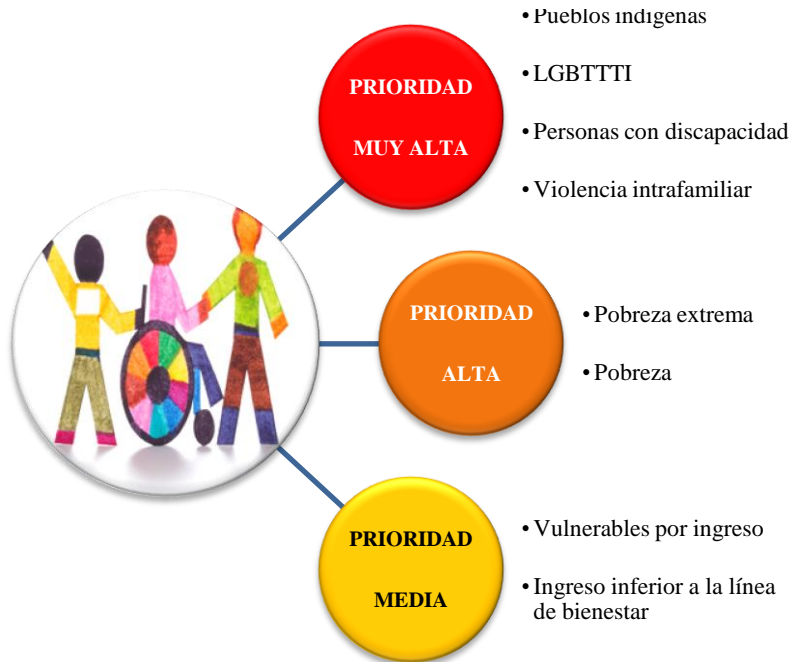 • Pueblos indígenas
• LGBTTTI
• Personas con discapacidad
• Violencia intrafamiliar
PRIORIDAD
MUY ALTA
• Pobreza extrema
• Pobreza
PRIORIDAD
ALTA
• Vulnerables por ingreso
• Ingreso inferior a la línea
de bienestar
PRIORIDAD
MEDIA